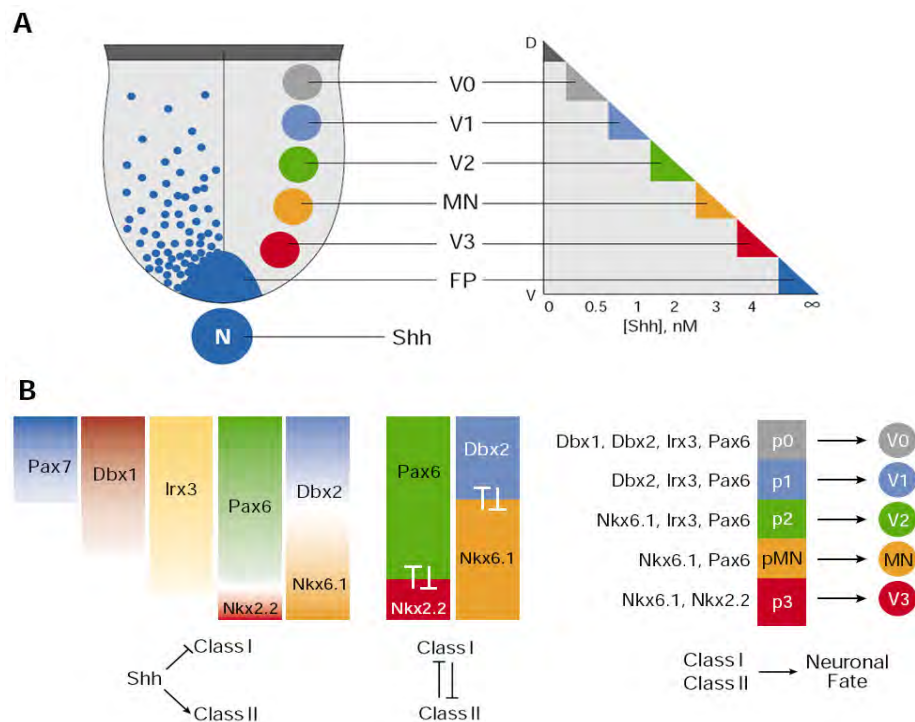 A
D
V0
V1
V2
MN
V3
FP
V
0 0.5 1 2 3 4 ∞
[Shh], nM
N
Shh
B
Pax7
Dbx1
Irx3
Pax6
Nkx2.2
Dbx2
Nkx6.1
Shh
Class I
Class II
Pax6
Nkx2.2
Dbx2
Nkx6.1
Class I
Class II
Dbx1, Dbx2, Irx3, Pax6 p0 V0
Dbx2, Irx3, Pax6 p1 V1
Nkx6.1, Irx3, Pax6 p2 V2
Nkx6.1, Pax6 pMN MN
Nkx6.1, Nkx2.2 p3 V3
Class I
Class II
Neuronal
Fate